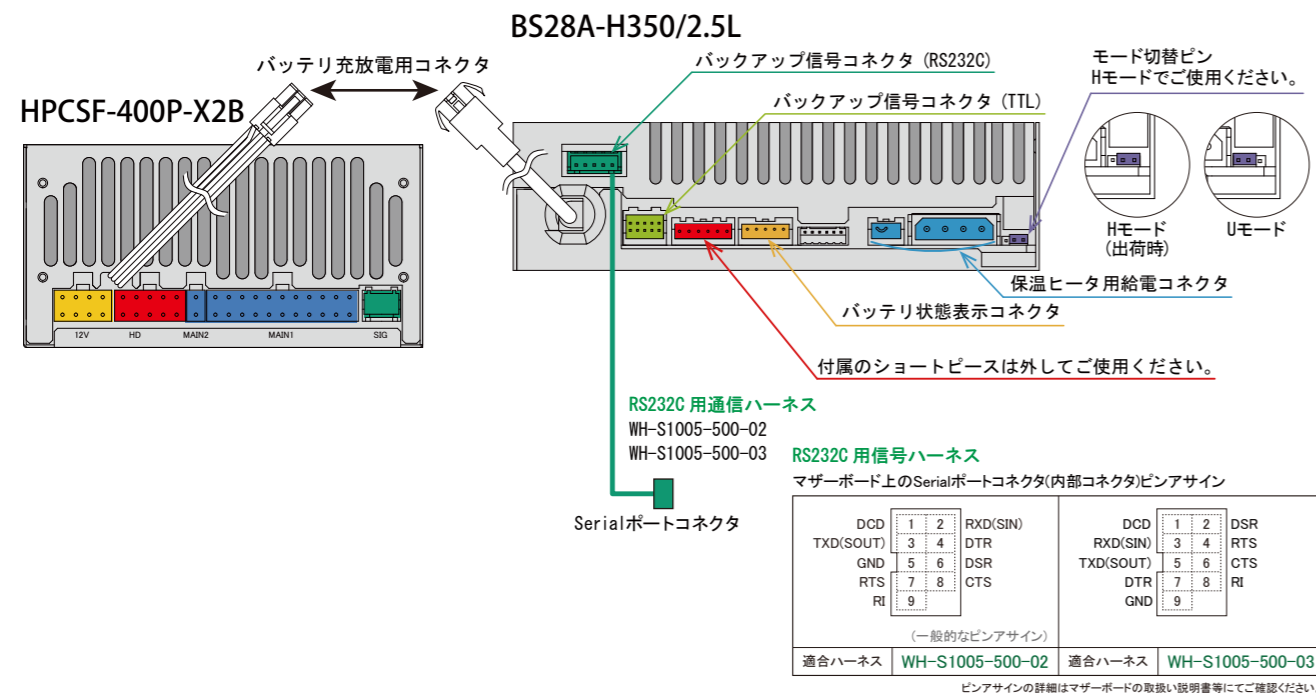 BS28A-H350/2.5L
バッテリ充放電用コネクタ
HPCSF-400P-X2B
バックアップ信号コネクタ (RS232C)
バックアップ信号コネクタ (TTL)
モード切替ピン
Hモードでご使用ください。
Hモード
(出荷時)
Uモード
保温ヒータ用給電コネクタ
バッテリ状態表示コネクタ
付属のショートピースは外してご使用ください。
12V HD MAIN2 MAIN1 SIG
RS232C 用通信ハーネス
WH-S1005-500-02
WH-S1005-500-03
Serialポートコネクタ
RS232C 用信号ハーネス
マザーボード上のSerialポートコネクタ(内部コネクタ)ピンアサイン
DCD 1 2 RXD(SIN)
TXD(SOUT) 3 4 DTR
GND 5 6 DSR
RTS 7 8 CTS
RI 9
(一般的なピンアサイン)
適合ハーネス WH-S1005-500-02
DCD 1 2 DSR
RXD(SIN) 3 4 RTS
TXD(SOUT) 5 6 CTS
DTR 7 8 RI
GND 9
適合ハーネス WH-S1005-500-03
ピンアサインの詳細はマザーボードの取扱い説明書等にてご確認ください